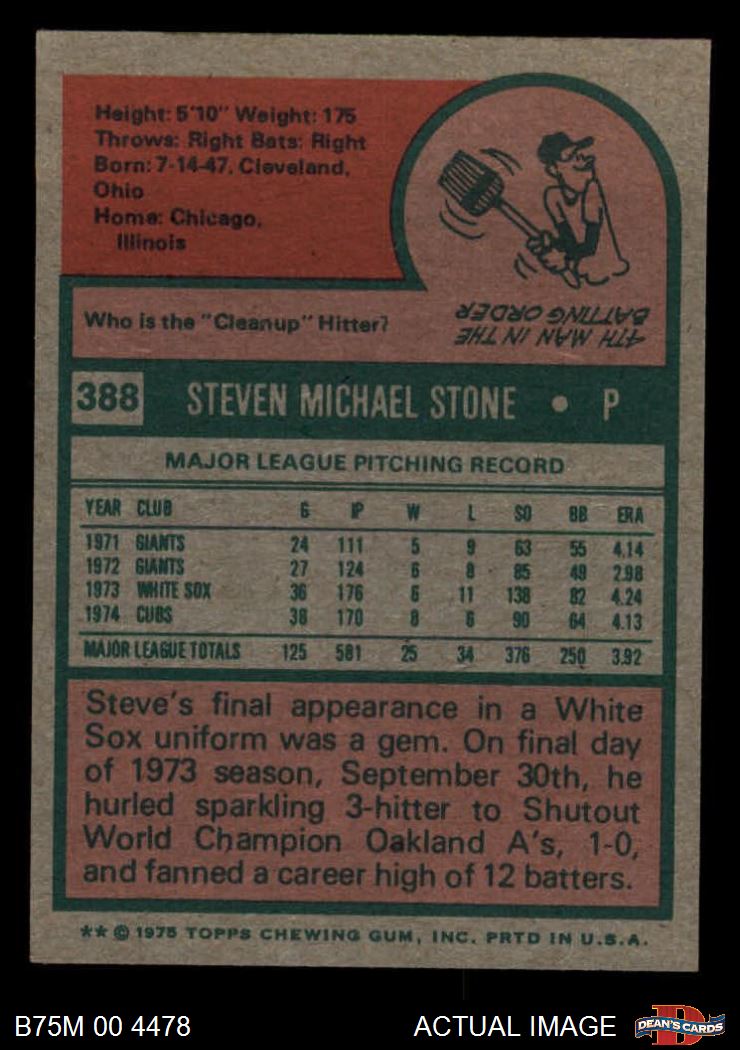 Height: 5'10" Weight: 175
Throws: Right Bats: Right
Born: 7-14-47, Cleveland,
Ohio
Home: Chicago,
Illinois
Who is the "Cleanup" Hitter?
4TH MAN IN THE
BATTING ORDER
388 STEVEN MICHAEL STONE • P
MAJOR LEAGUE PITCHING RECORD
YEAR CLUB G IP W L SO BB ERA
1971 GIANTS 24 111 5 9 63 55 4.14
1972 GIANTS 27 124 6 8 85 49 2.98
1973 WHITE SOX 36 176 6 11 138 82 4.24
1974 CUBS 38 170 8 6 90 64 4.13
MAJOR LEAGUE TOTALS 125 581 25 34 376 250 3.92
Steve's final appearance in a White
Sox uniform was a gem. On final day
of 1973 season, September 30th, he
hurled sparkling 3-hitter to Shutout
World Champion Oakland A's, 1-0,
and fanned a career high of 12 batters.
** © 1975 TOPPS CHEWING GUM, INC. PRTD IN U.S.A.
B75M 00 4478 ACTUAL IMAGE D DEAN'S CARDS